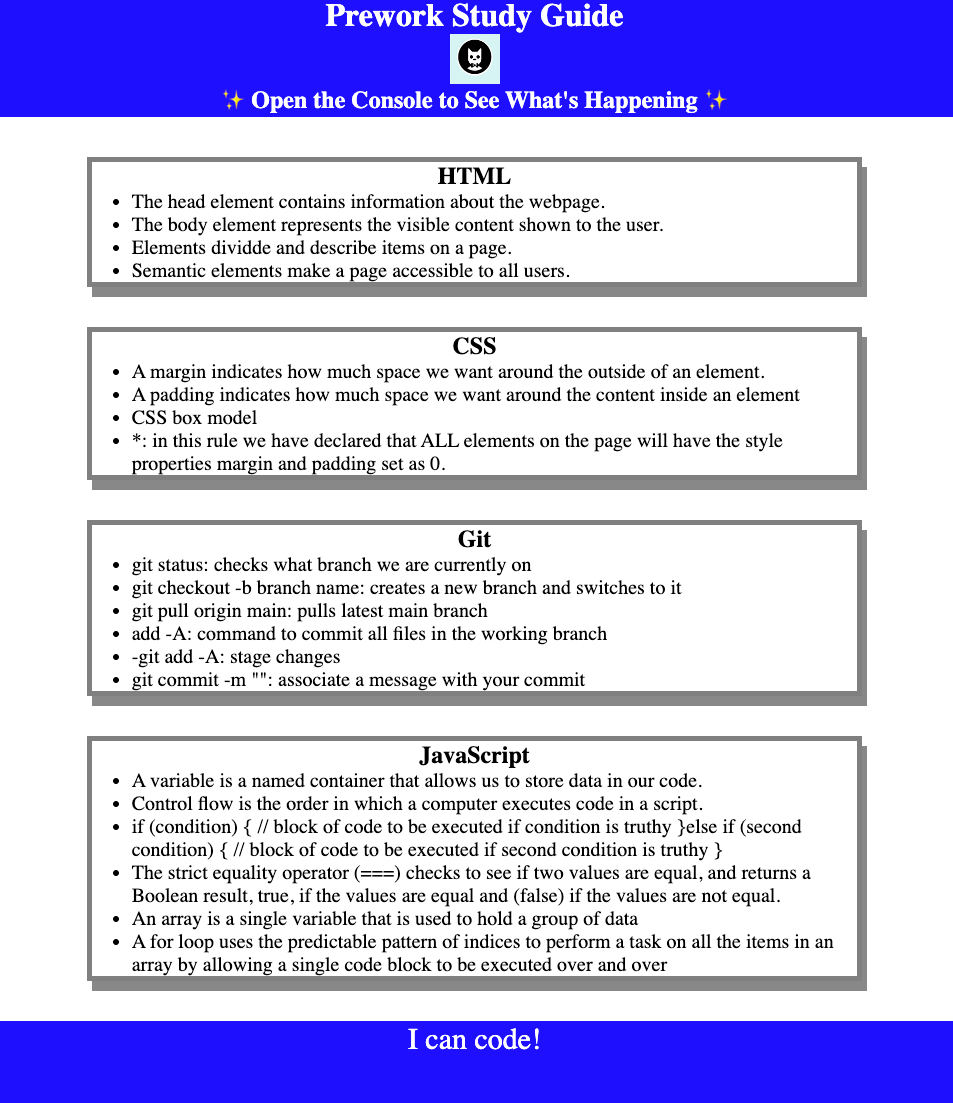 Prework Study Guide
✨ Open the Console to See What's Happening ✨
HTML
• The head element contains information about the webpage.
• The body element represents the visible content shown to the user.
• Elements dividde and describe items on a page.
• Semantic elements make a page accessible to all users.
CSS
• A margin indicates how much space we want around the outside of an element.
• A padding indicates how much space we want around the content inside an element
• CSS box model
• *: in this rule we have declared that ALL elements on the page will have the style
properties margin and padding set as 0.
Git
• git status: checks what branch we are currently on
• git checkout -b branch name: creates a new branch and switches to it
• git pull origin main: pulls latest main branch
• add -A: command to commit all files in the working branch
• -git add -A: stage changes
• git commit -m "": associate a message with your commit
JavaScript
• A variable is a named container that allows us to store data in our code.
• Control flow is the order in which a computer executes code in a script.
• if (condition) { // block of code to be executed if condition is truthy }else if (second
condition) { // block of code to be executed if second condition is truthy }
• The strict equality operator (===) checks to see if two values are equal, and returns a
Boolean result, true, if the values are equal and (false) if the values are not equal.
• An array is a single variable that is used to hold a group of data
• A for loop uses the predictable pattern of indices to perform a task on all the items in an
array by allowing a single code block to be executed over and over
I can code!